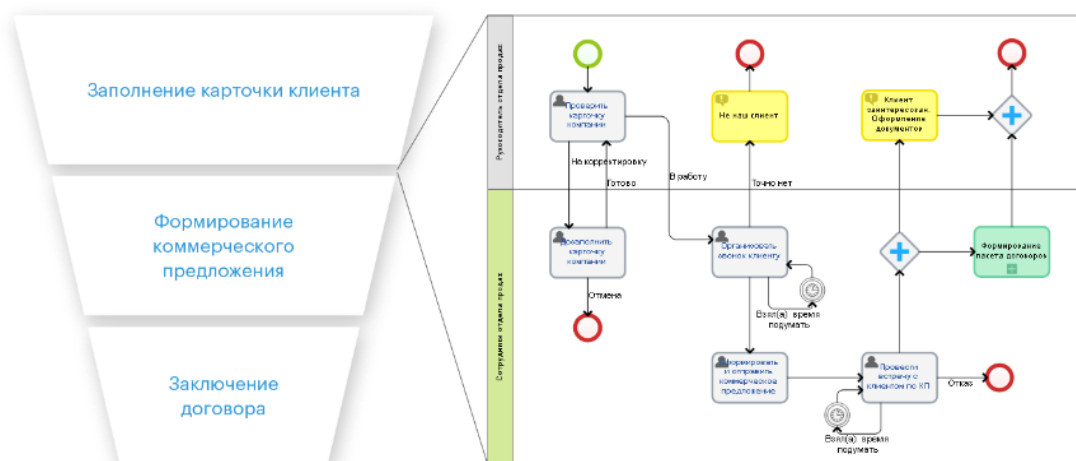 Заполнение карточки клиента
Формирование
коммерческого
предложения
Заключение
договора
Руководитель отдела продаж
Сотрудники отдела продаж
Проверить
карточку
компании
Не наш клиент
Клиент
заинтересован.
Оформление
документов
На корректировку
Готово
В работу
Точно нет
Дозаполнить
карточку
компании
Организовать
звонок клиенту
Формирование
пакета договоров
Отмена
Взял(а) время
подумать
Сформировать
и отправить
коммерческое
предложение
Провести
встречу с
клиентом по КП
Отказ
Взял(а) время
подумать